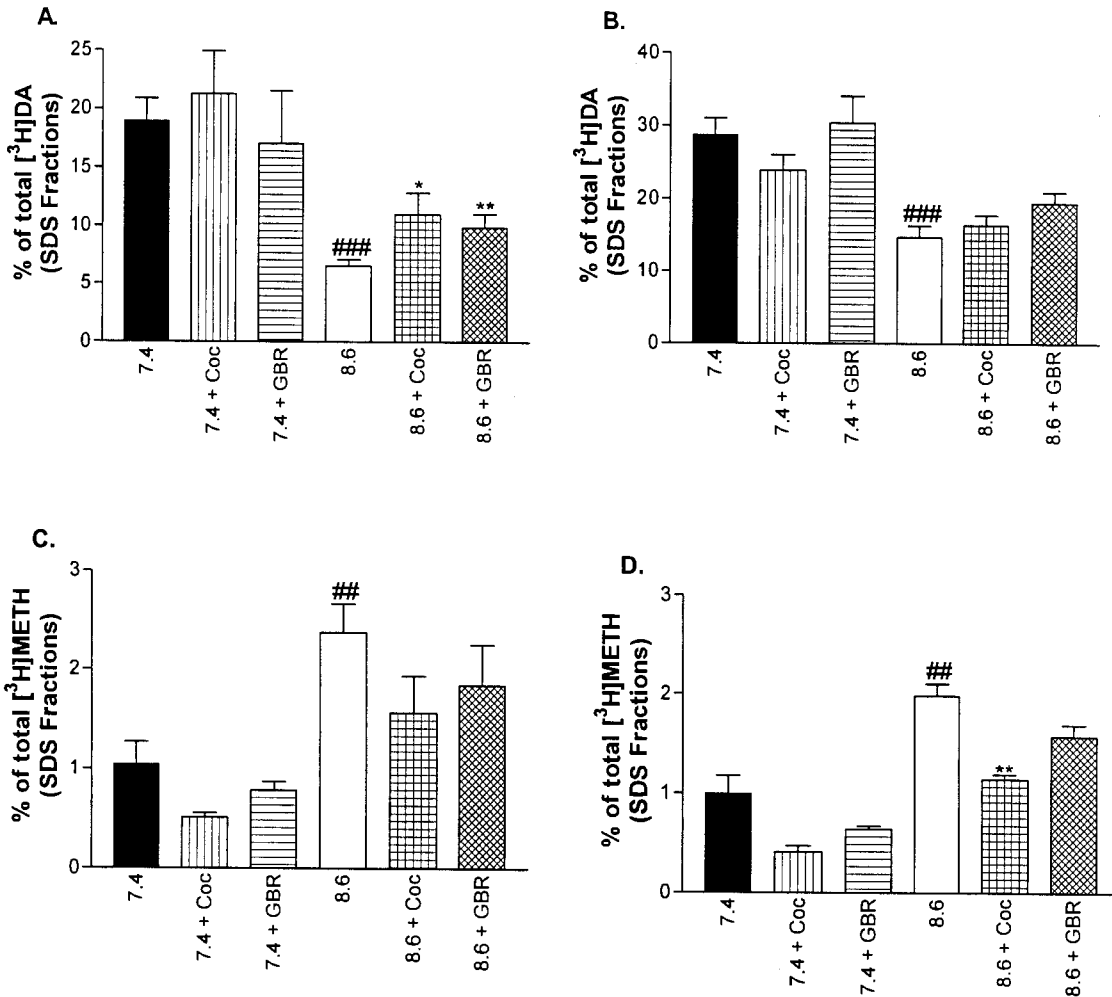 A.
% of total [³H]DA
(SDS Fractions)
25
20
15
10
5
0
###
*
**
7.4
7.4 + Coc
7.4 + GBR
8.6
8.6 + Coc
8.6 + GBR
B.
% of total [³H]DA
(SDS Fractions)
40
30
20
10
0
###
7.4
7.4 + Coc
7.4 + GBR
8.6
8.6 + Coc
8.6 + GBR
C.
% of total [³H]METH
(SDS Fractions)
3
2
1
0
##
7.4
7.4 + Coc
7.4 + GBR
8.6
8.6 + Coc
8.6 + GBR
D.
% of total [³H]METH
(SDS Fractions)
3
2
1
0
##
**
7.4
7.4 + Coc
7.4 + GBR
8.6
8.6 + Coc
8.6 + GBR